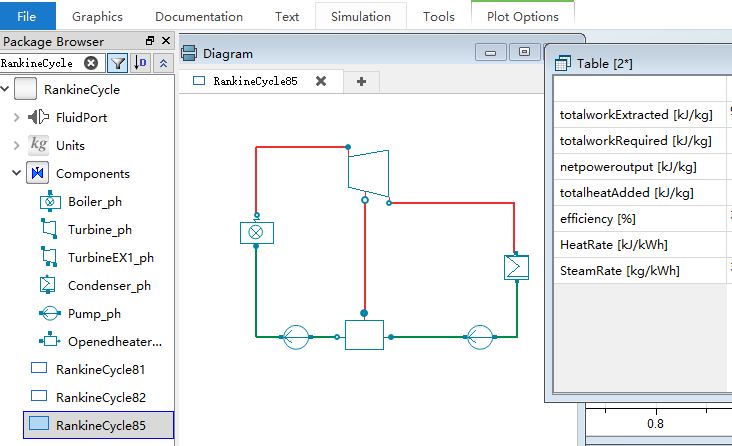 File Graphics Documentation Text Simulation Tools Plot Options
Package Browser
RankineCycle
RankineCycle
FluidPort
kg Units
Components
Boiler_ph
Turbine_ph
TurbineEX1_ph
Condenser_ph
Pump_ph
Openedheater...
RankineCycle81
RankineCycle82
RankineCycle85
Diagram
RankineCycle85
Table [2*]
totalworkExtracted [kJ/kg]
totalworkRequired [kJ/kg]
netpoweroutput [kJ/kg]
totalheatAdded [kJ/kg]
efficiency [%]
HeatRate [kJ/kWh]
SteamRate [kg/kWh]
0.8